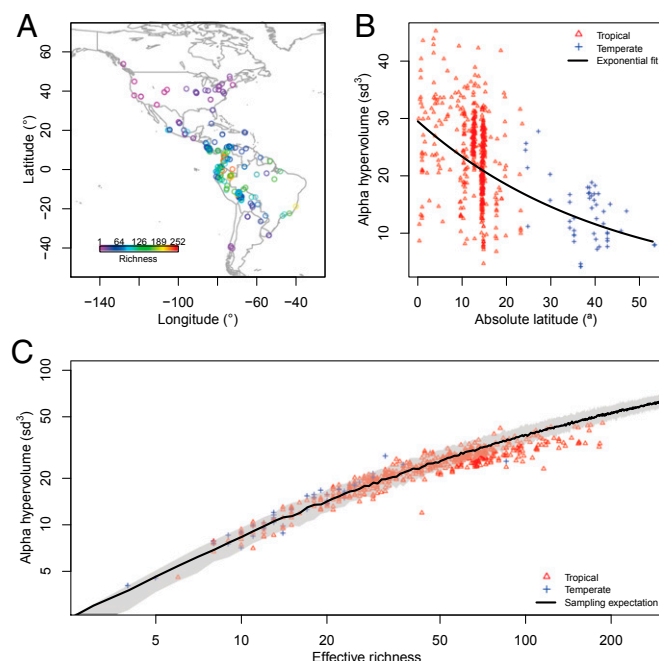 A
60
40
20
0
−20
−40
Latitude (°)
1 64 126 189 252
Richness
−140 −100 −80 −60 −40
Longitude (°)
B
Tropical
Temperate
Exponential fit
40
30
20
10
Alpha hypervolume (sd³)
0 10 20 30 40 50
Absolute latitude (ª)
C
100
50
20
10
5
Alpha hypervolume (sd³)
Tropical
Temperate
Sampling expectation
5 10 20 50 100 200
Effective richness